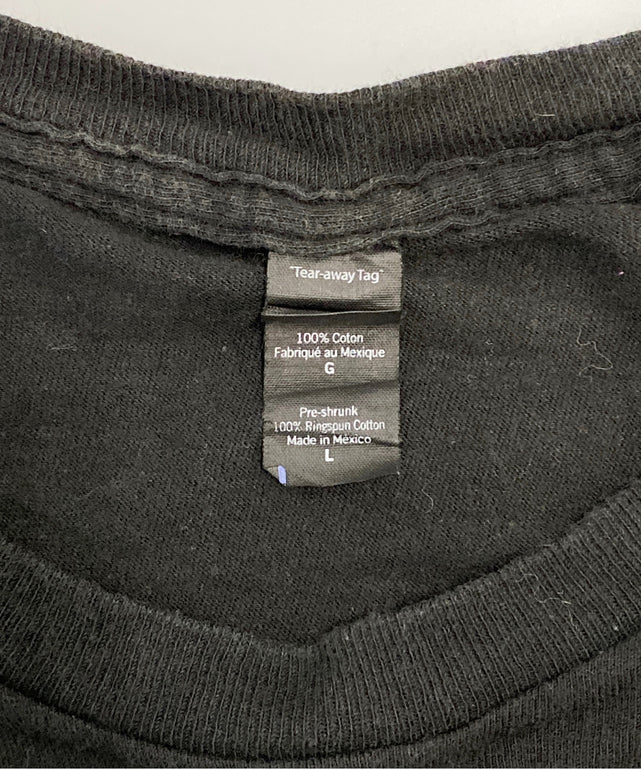 "Tear-away Tag"
100% Coton
Fabriqué au Mexique
G
Pre-shrunk
100% Ringspun Cotton
Made in México
L